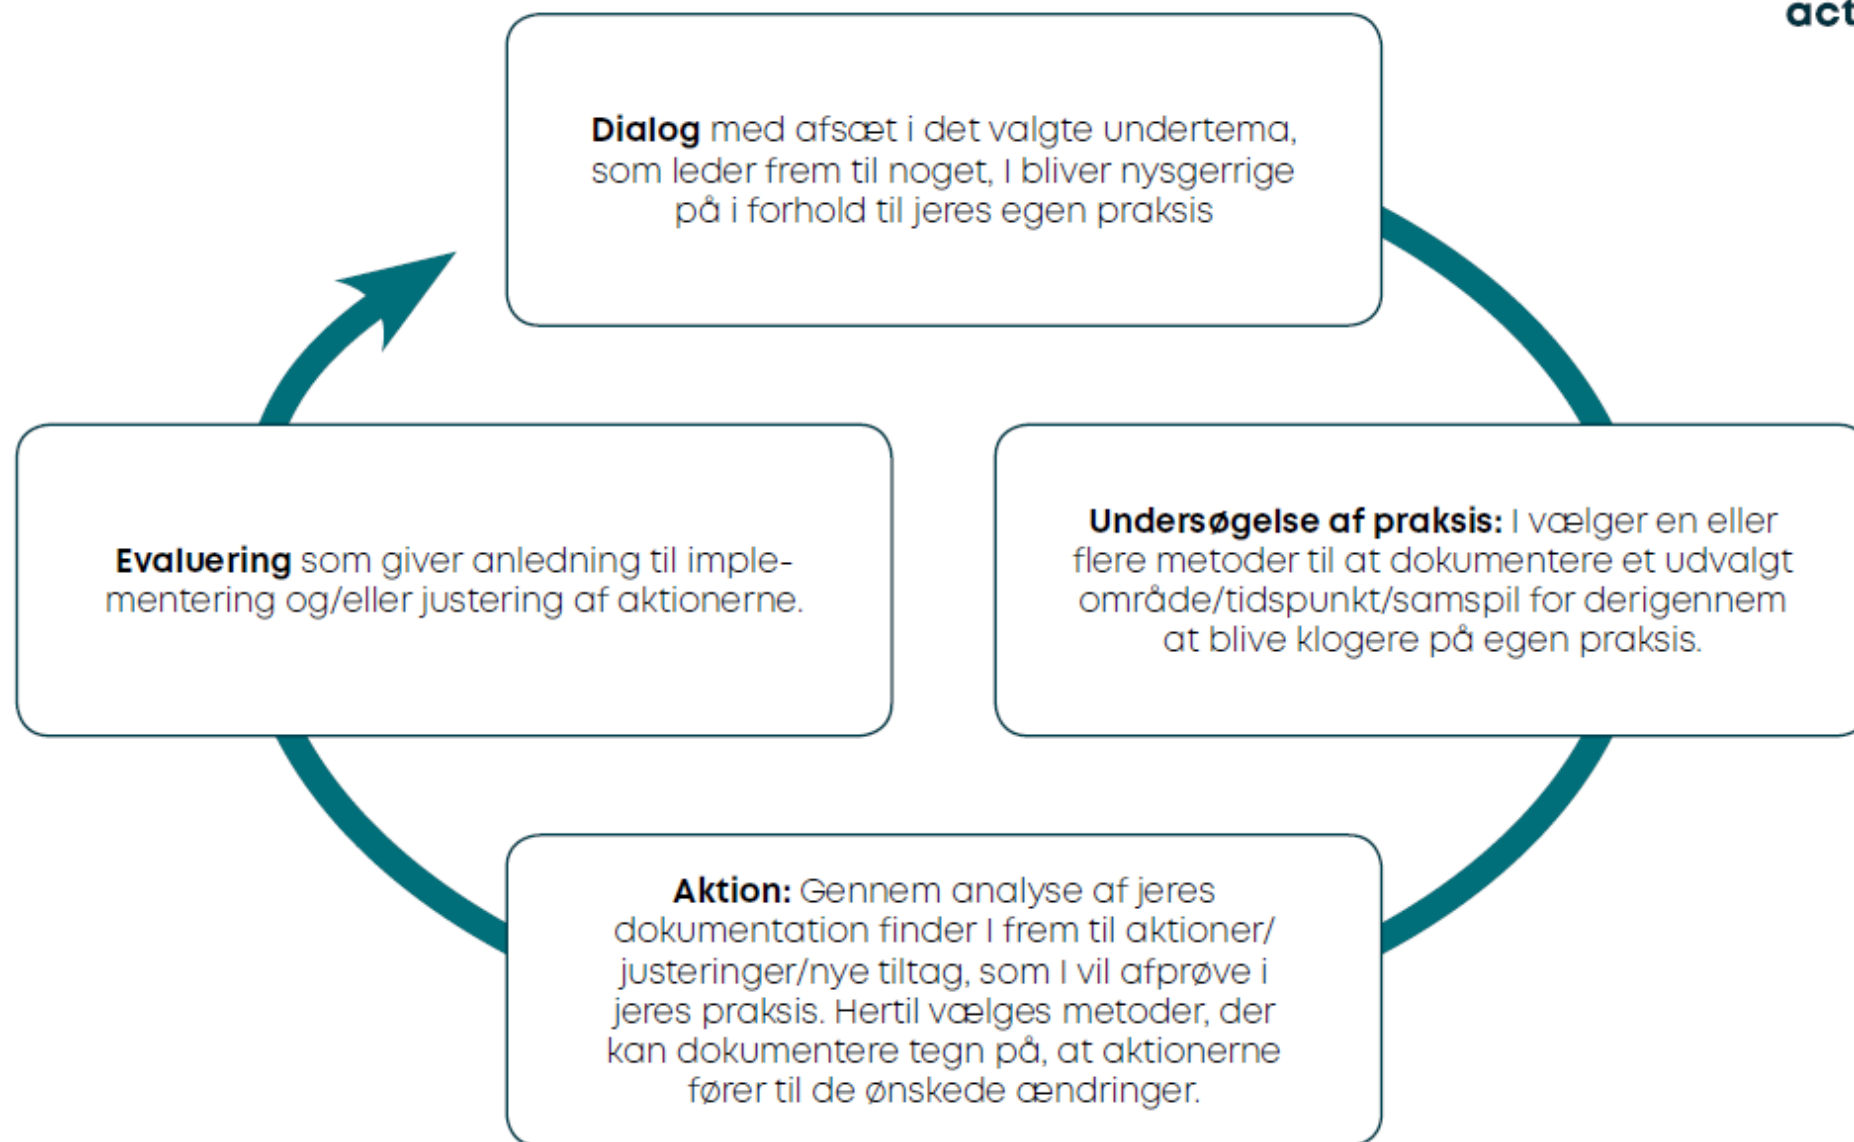 act
Dialog med afsæt i det valgte undertema,
som leder frem til noget, I bliver nysgerrige
på i forhold til jeres egen praksis
Undersøgelse af praksis: I vælger en eller
flere metoder til at dokumentere et udvalgt
område/tidspunkt/samspil for derigennem
at blive klogere på egen praksis.
Aktion: Gennem analyse af jeres
dokumentation finder I frem til aktioner/
justeringer/nye tiltag, som I vil afprøve i
jeres praksis. Hertil vælges metoder, der
kan dokumentere tegn på, at aktionerne
fører til de ønskede ændringer.
Evaluering som giver anledning til imple-
mentering og/eller justering af aktionerne.